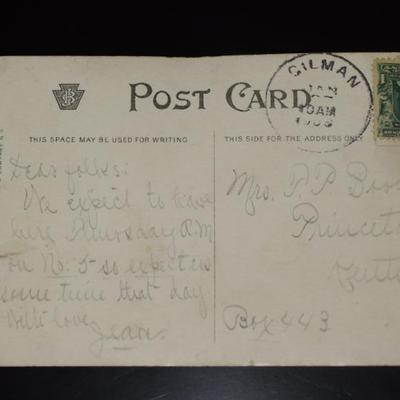 POST CARD
THIS SPACE MAY BE USED FOR WRITING
THIS SIDE FOR THE ADDRESS ONLY
GILMAN
10AM
Dear folks:
We expect to leave
here Thursday A.M
on No. 5 - so expect us
some time that day
With love
Mrs. P. P.
Princeton
Box 443